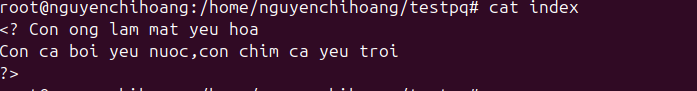 root@nguyenchihoang:/home/nguyenchihoang/testpq# cat index
<? Con ong lam mat yeu hoa
Con ca boi yeu nuoc,con chim ca yeu troi
?>